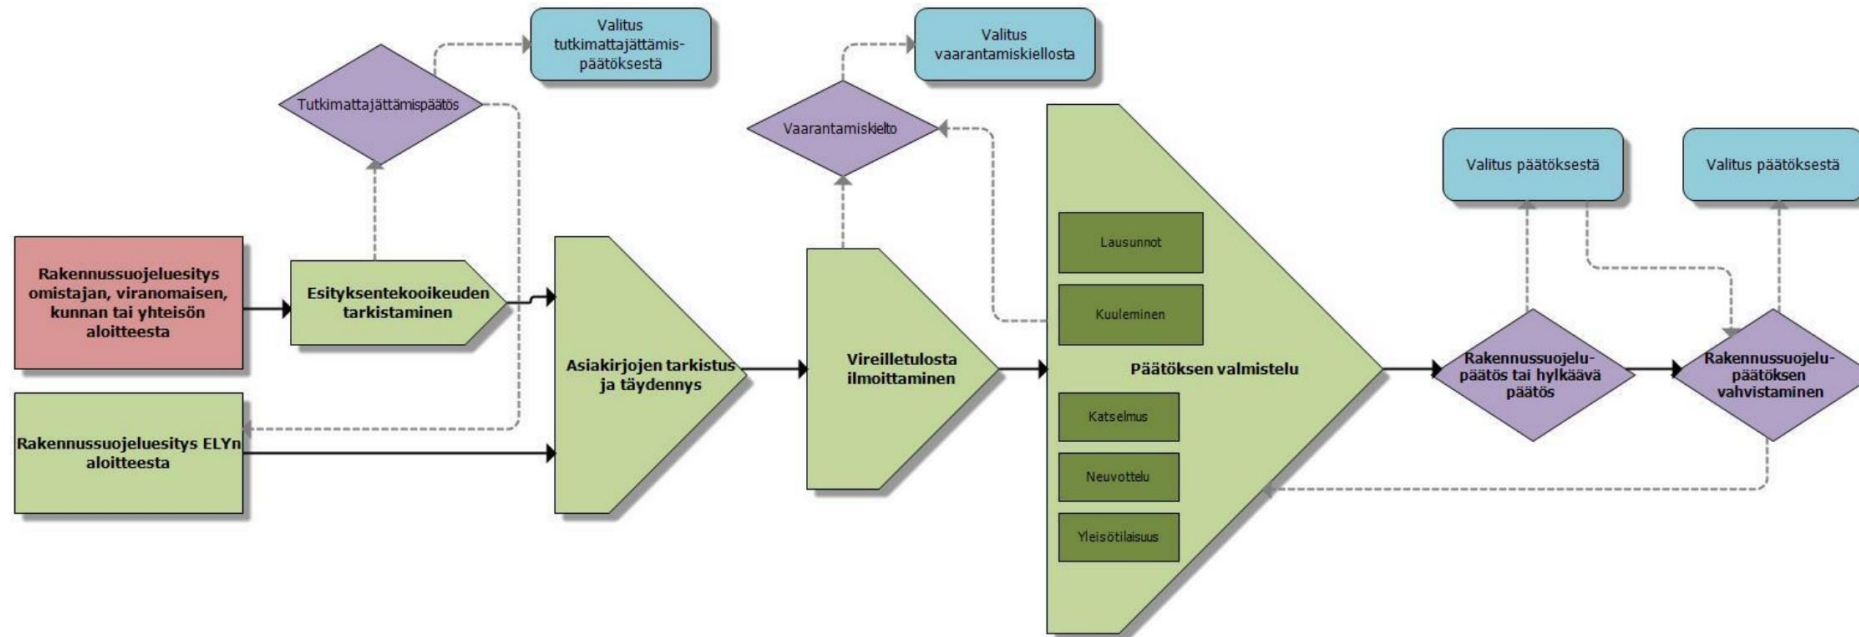 Valitus
tutkimattajättämis-
päätöksestä
Tutkimattajättämispäätös
Valitus
vaarantamiskiellosta
Vaarantamiskielto
Valitus päätöksestä
Valitus päätöksestä
Rakennussuojeluesitys
omistajan, viranomaisen,
kunnan tai yhteisön
aloitteesta
Esityksentekooikeuden
tarkistaminen
Rakennussuojeluesitys ELYn
aloitteesta
Asiakirjojen tarkistus
ja täydennys
Vireilletulosta
ilmoittaminen
Lausunnot
Kuuleminen
Päätöksen valmistelu
Katselmus
Neuvottelu
Yleisötilaisuus
Rakennussuojelu-
päätös tai hylkäävä
päätös
Rakennussuojelu-
päätöksen
vahvistaminen